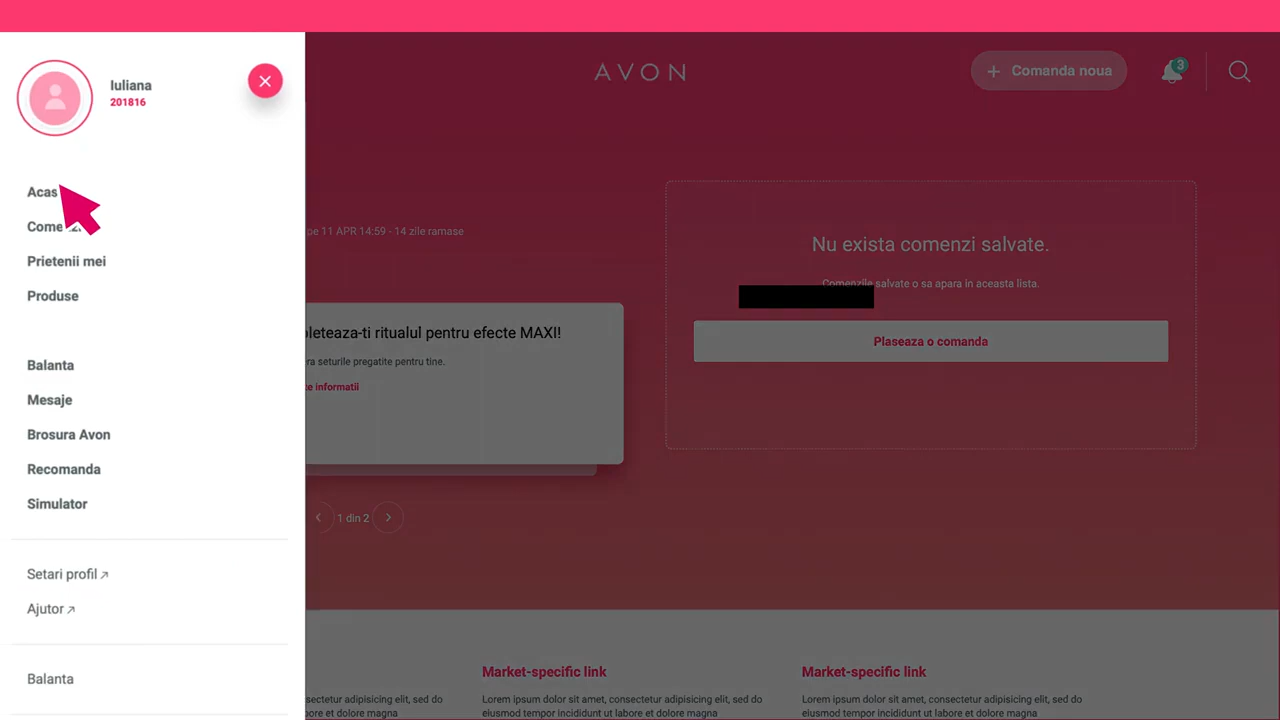 Iuliana
201816
Acas
Prietenii mei
Produse
Balanta
Mesaje
Brosura Avon
Recomanda
Simulator
Setari profil
Ajutor
Balanta
AVON
+ Comanda noua
3
pe 11 APR 14:59 - 14 zile ramase
leteaza-ti ritualul pentru efecte MAXI!
ra seturile pregatite pentru tine.
te informatii
1 din 2
Nu exista comenzi salvate.
Comenzile salvate o sa apara in aceasta lista.
Plaseaza o comanda
sectetur adipisicing elit, sed do
ore et dolore magna
Market-specific link
Lorem ipsum dolor sit amet, consectetur adipisicing elit, sed do
eiusmod tempor incididunt ut labore et dolore magna
Market-specific link
Lorem ipsum dolor sit amet, consectetur adipisicing elit, sed do
eiusmod tempor incididunt ut labore et dolore magna